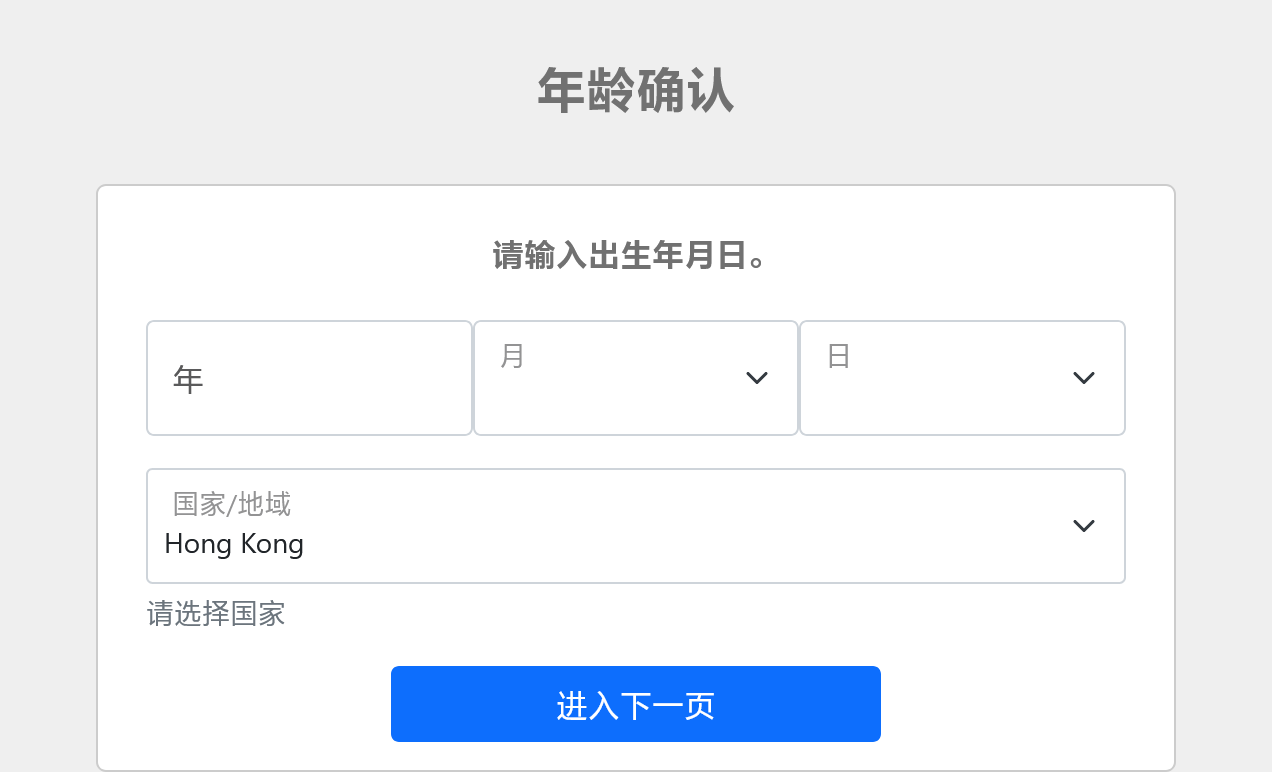 年龄确认
请输入出生年月日。
年
月
日
国家/地域
Hong Kong
请选择国家
进入下一页